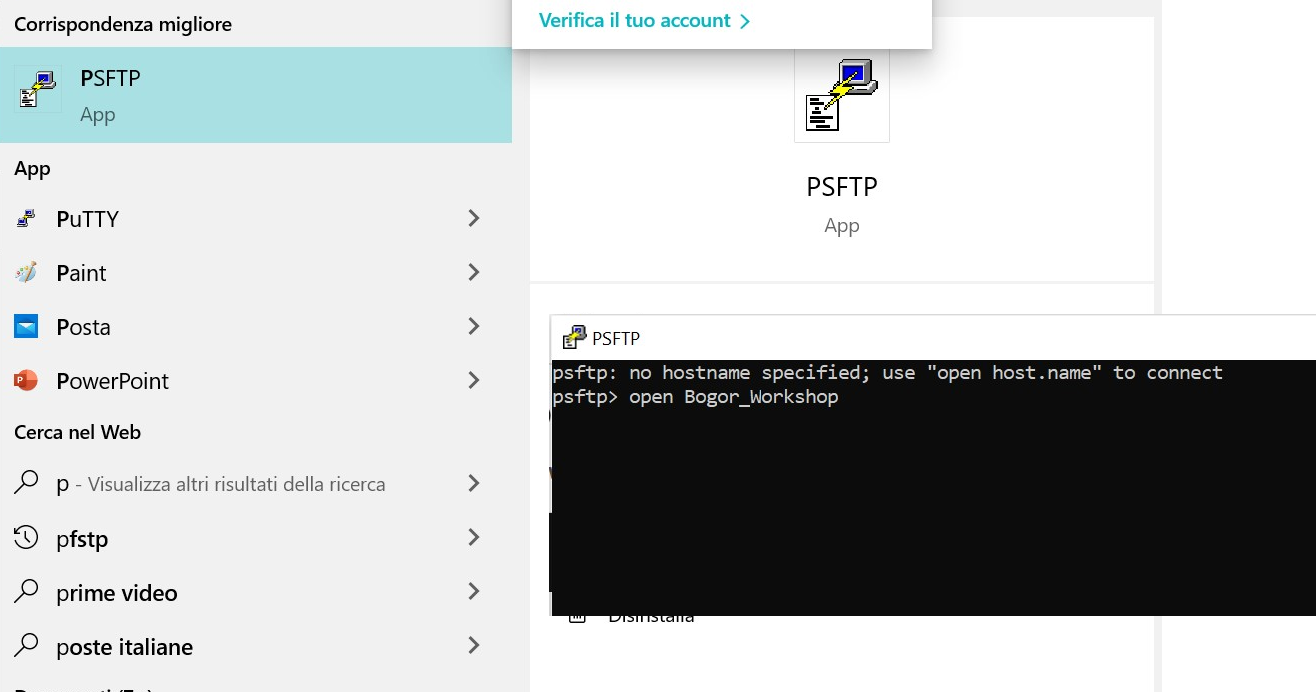 Corrispondenza migliore
PSFTP
App
App
PuTTY
Paint
Posta
PowerPoint
Cerca nel Web
p - Visualizza altri risultati della ricerca
pfstp
prime video
poste italiane
Verifica il tuo account
PSFTP
App
PSFTP
psftp: no hostname specified; use "open host.name" to connect
psftp> open Bogor_Workshop
Disinstalla